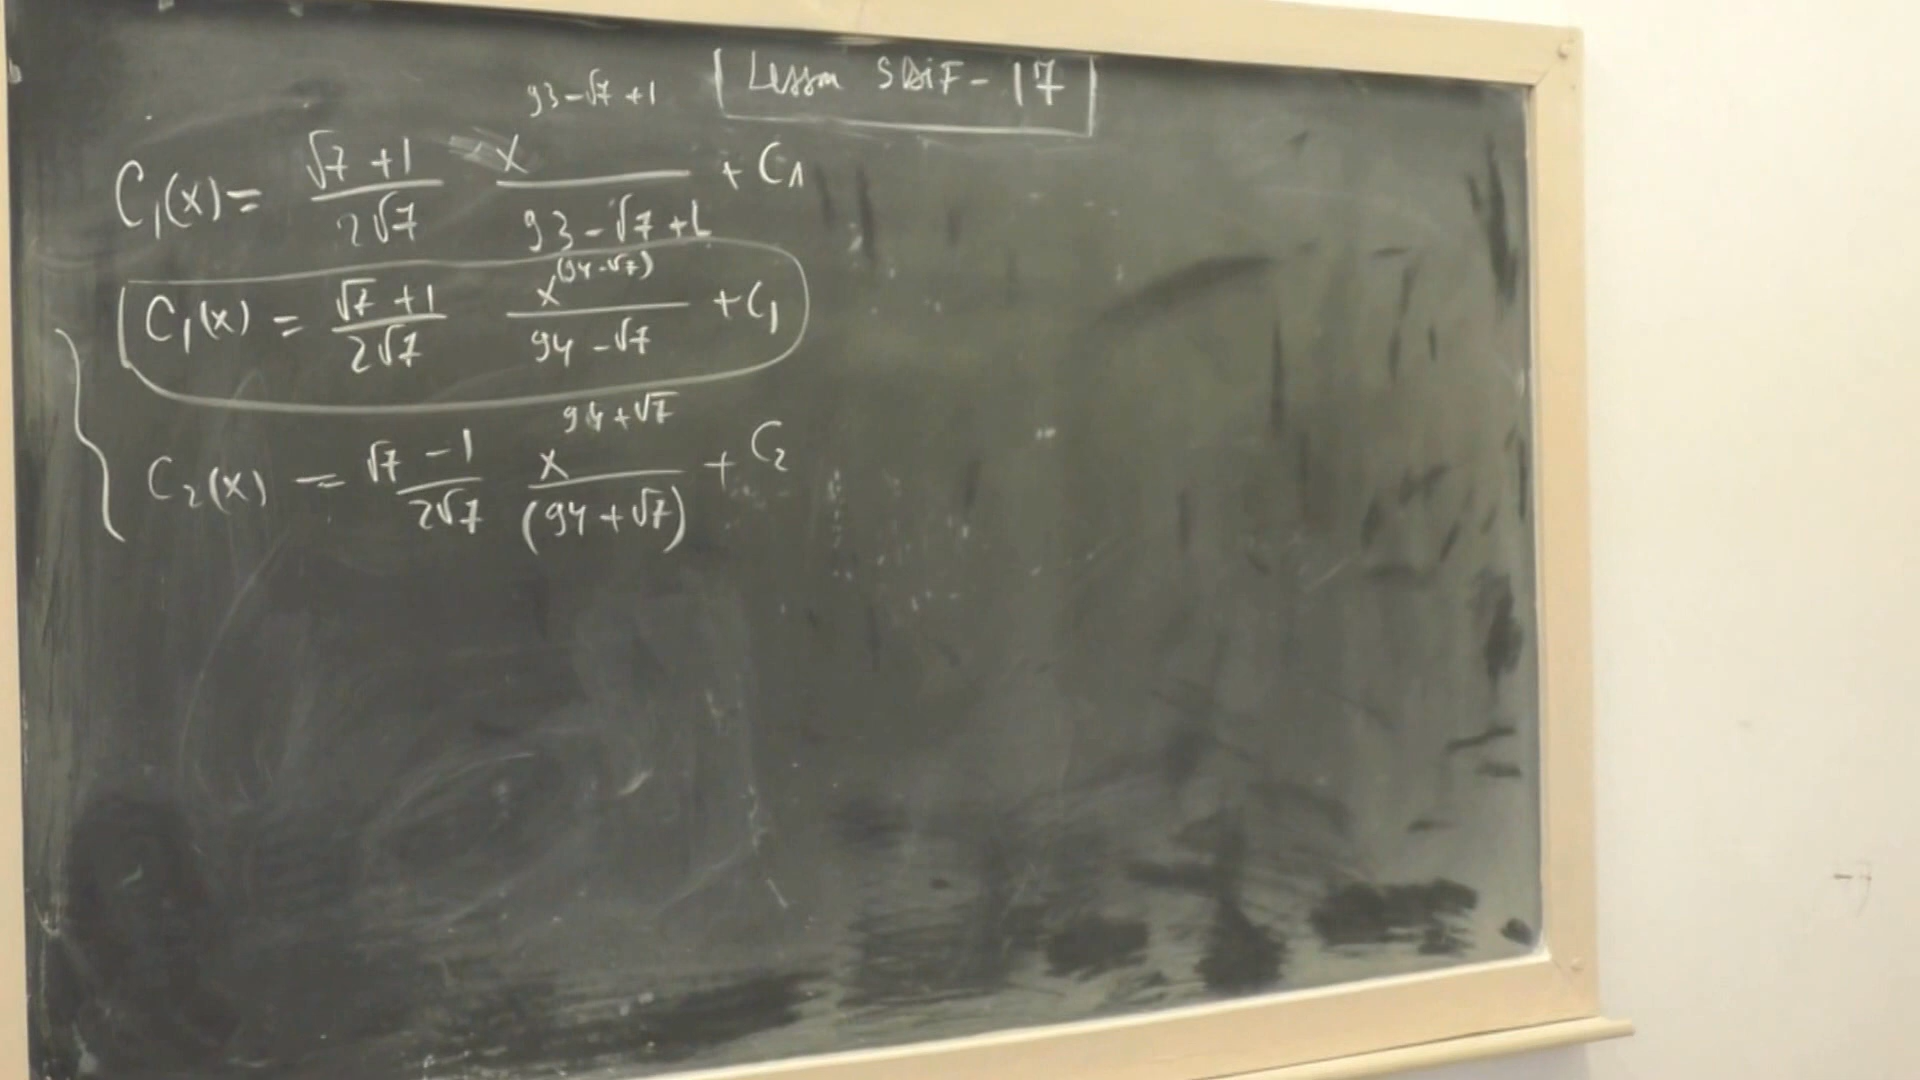 Lesson SDiF-17
C₁(x) = (√7 + 1)/(2√7) x^(93-√7+1)/(93-√7+1) + C₁
C₁(x) = (√7 + 1)/(2√7) x^(94-√7)/(94-√7) + C₁
C₂(x) = (√7 - 1)/(2√7) x^(94+√7)/(94+√7) + C₂